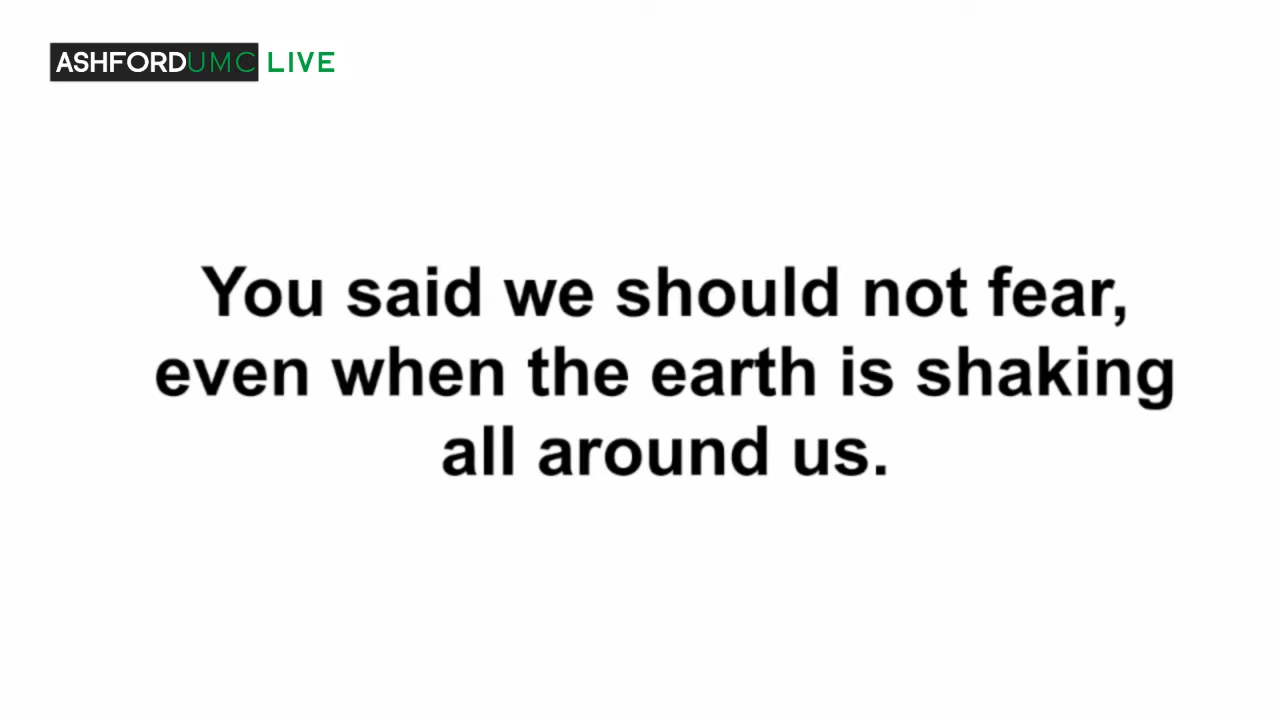 ASHFORDUMC LIVE
You said we should not fear,
even when the earth is shaking
all around us.